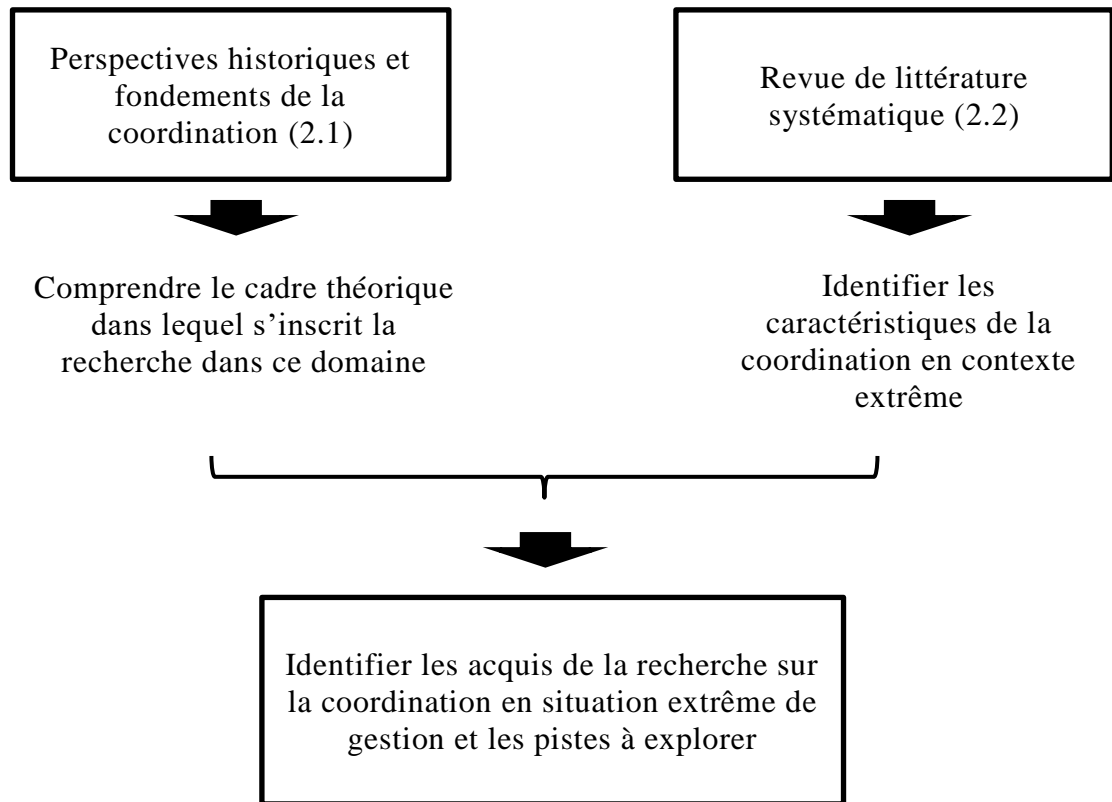 Perspectives historiques et
fondements de la
coordination (2.1)
Revue de littérature
systématique (2.2)
Comprendre le cadre théorique
dans lequel s’inscrit la
recherche dans ce domaine
Identifier les
caractéristiques de la
coordination en contexte
extrême
Identifier les acquis de la recherche sur
la coordination en situation extrême de
gestion et les pistes à explorer